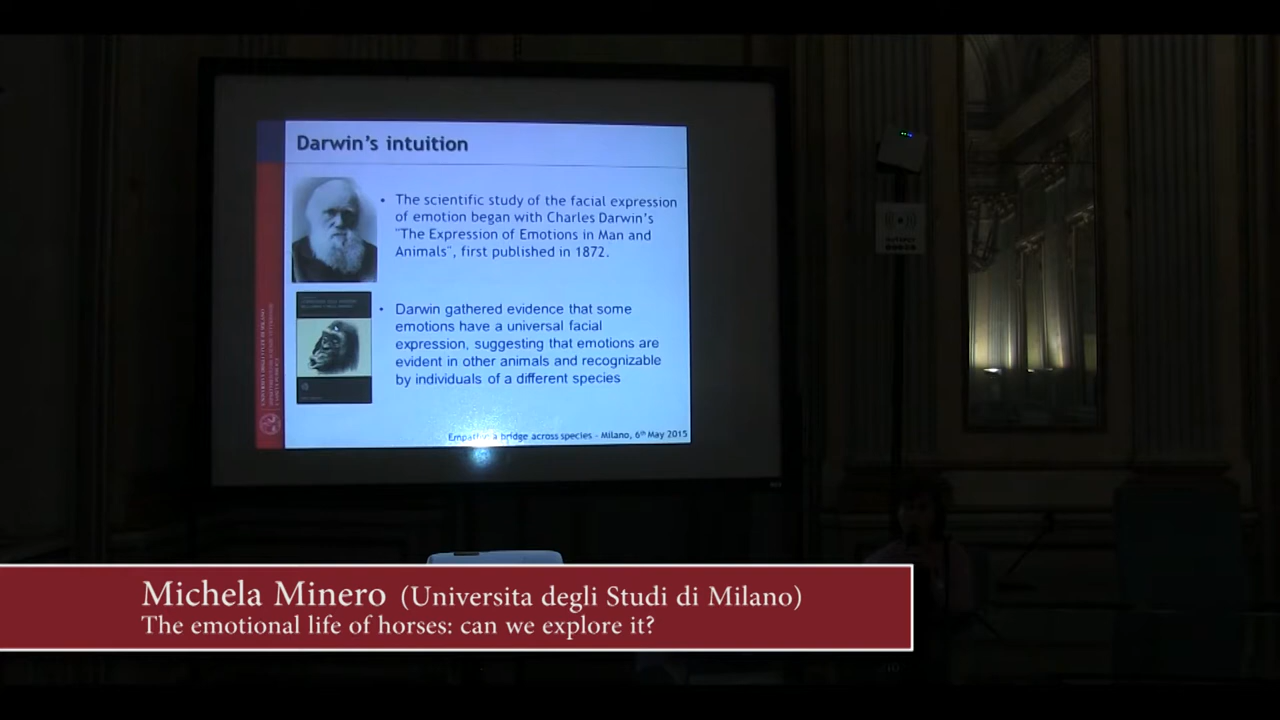 Darwin's intuition
• The scientific study of the facial expression
of emotion began with Charles Darwin's
"The Expression of Emotions in Man and
Animals", first published in 1872.
• Darwin gathered evidence that some
emotions have a universal facial
expression, suggesting that emotions are
evident in other animals and recognizable
by individuals of a different species
Empathy a bridge across species - Milano, 6th May 2015
Michela Minero (Universita degli Studi di Milano)
The emotional life of horses: can we explore it?